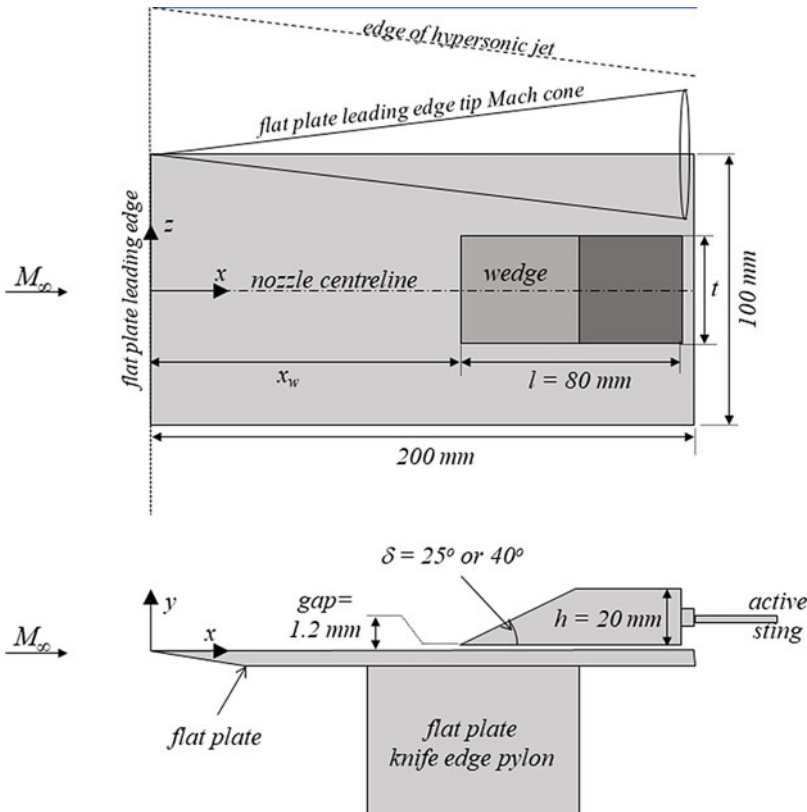 edge of hypersonic jet
flat plate leading edge tip Mach cone
flat plate leading edge
z
M∞
x
nozzle centreline
wedge
t
100 mm
x_w
l = 80 mm
200 mm
δ = 25° or 40°
y
gap=
1.2 mm
h = 20 mm
active
sting
M∞
x
flat plate
flat plate
knife edge pylon